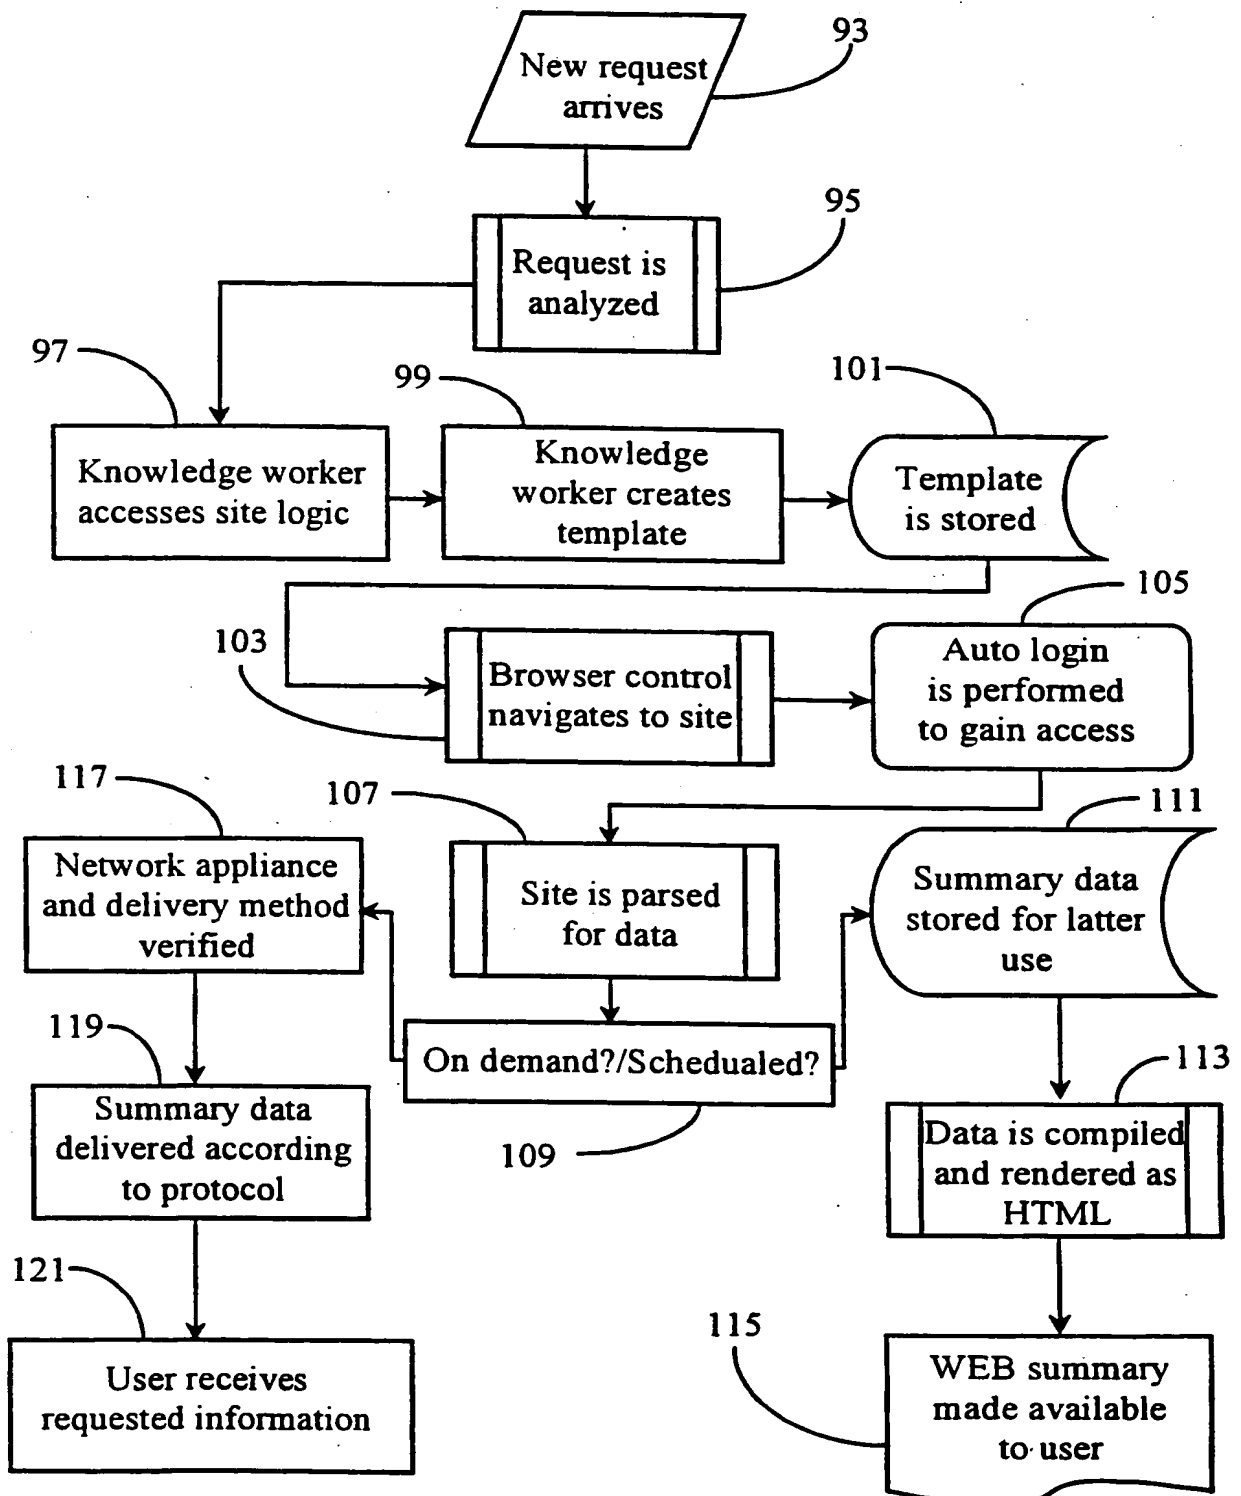 93
New request
arrives
95
Request is
analyzed
97
Knowledge worker
accesses site logic
99
Knowledge
worker creates
template
101
Template
is stored
103
Browser control
navigates to site
105
Auto login
is performed
to gain access
107
Site is parsed
for data
109
On demand?/Schedualed?
111
Summary data
stored for latter
use
113
Data is compiled
and rendered as
HTML
115
WEB summary
made available
to user
117
Network appliance
and delivery method
verified
119
Summary data
delivered according
to protocol
121
User receives
requested information